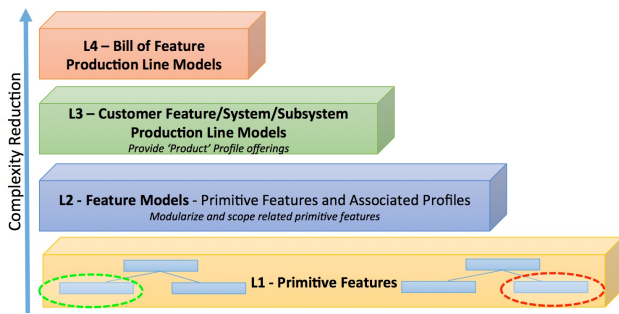 Complexity Reduction
L4 – Bill of Feature
Production Line Models
L3 – Customer Feature/System/Subsystem
Production Line Models
Provide ‘Product’ Profile offerings
L2 - Feature Models - Primitive Features and Associated Profiles
Modularize and scope related primitive features
L1 - Primitive Features